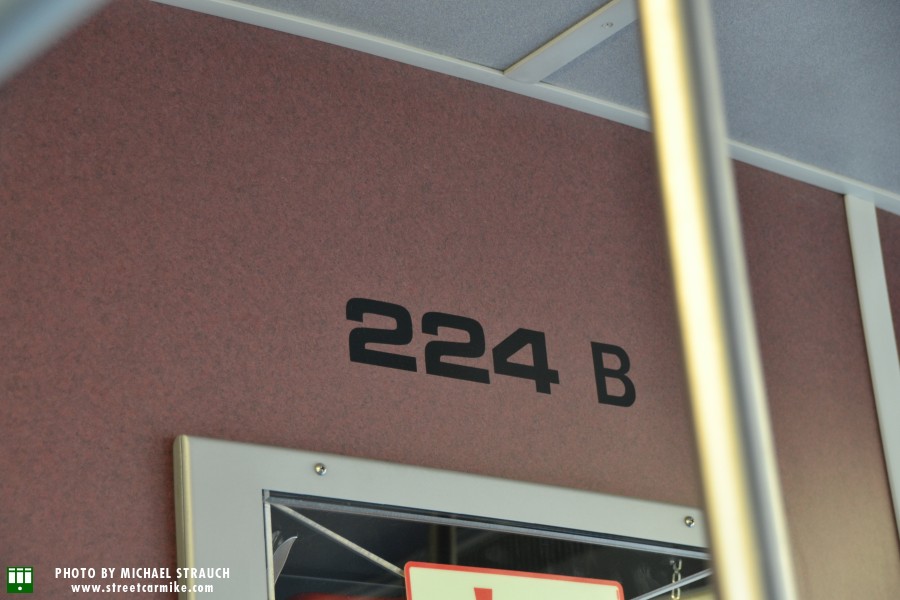 224 B
PHOTO BY MICHAEL STRAUCH
www.streetcarmike.com